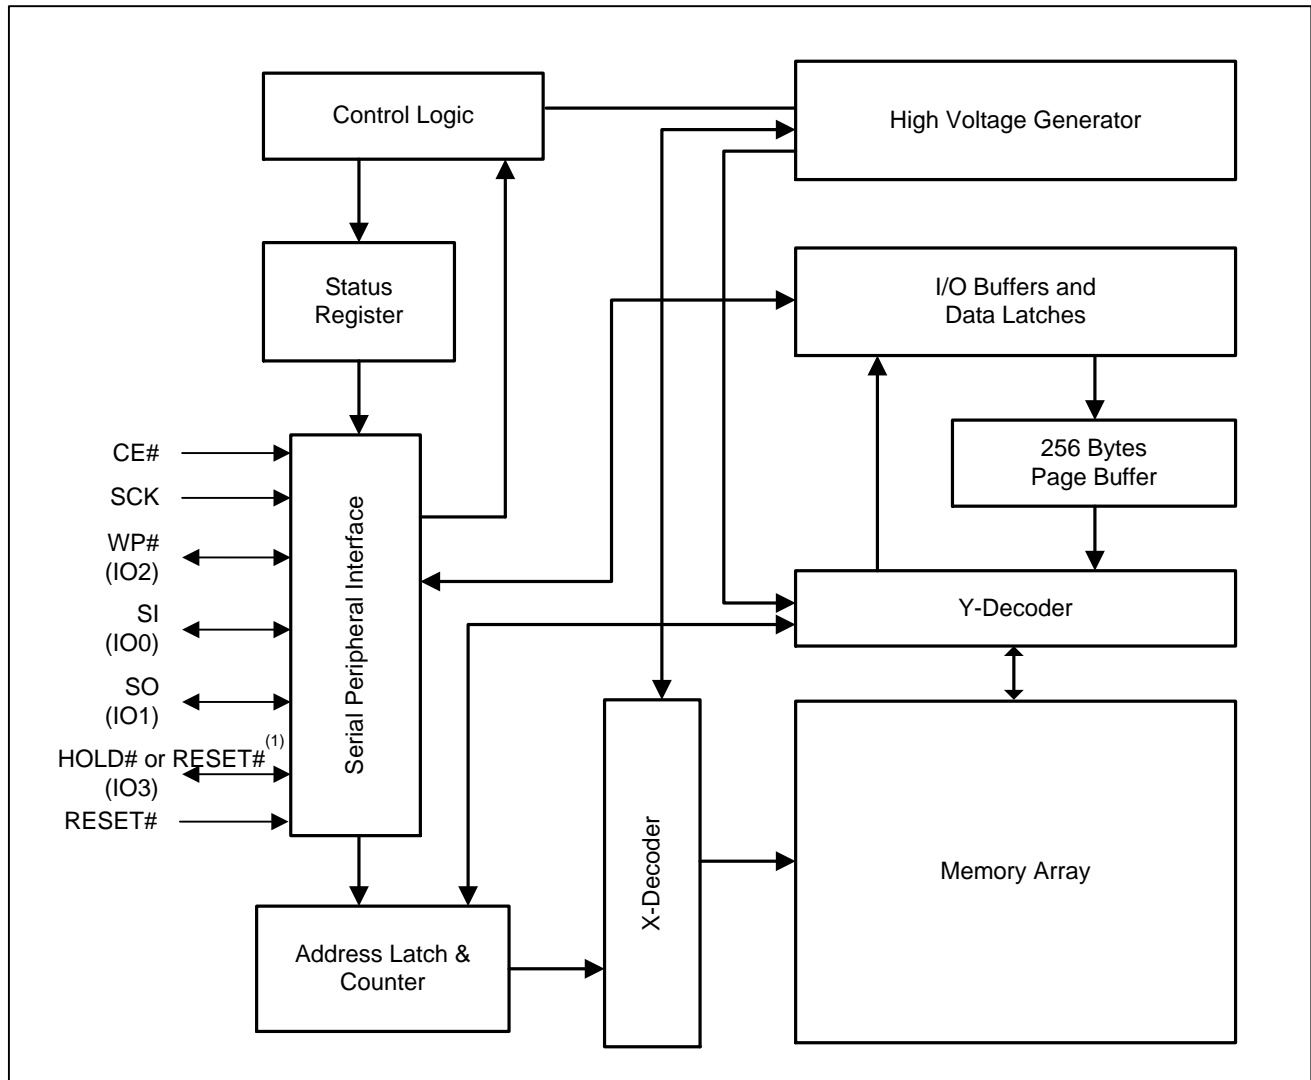 Control Logic
High Voltage Generator
Status
Register
I/O Buffers and
Data Latches
256 Bytes
Page Buffer
CE#
SCK
WP#
(IO2)
SI
(IO0)
SO
(IO1)
HOLD# or RESET#(1)
(IO3)
RESET#
Serial Peripheral Interface
Y-Decoder
X-Decoder
Memory Array
Address Latch &
Counter